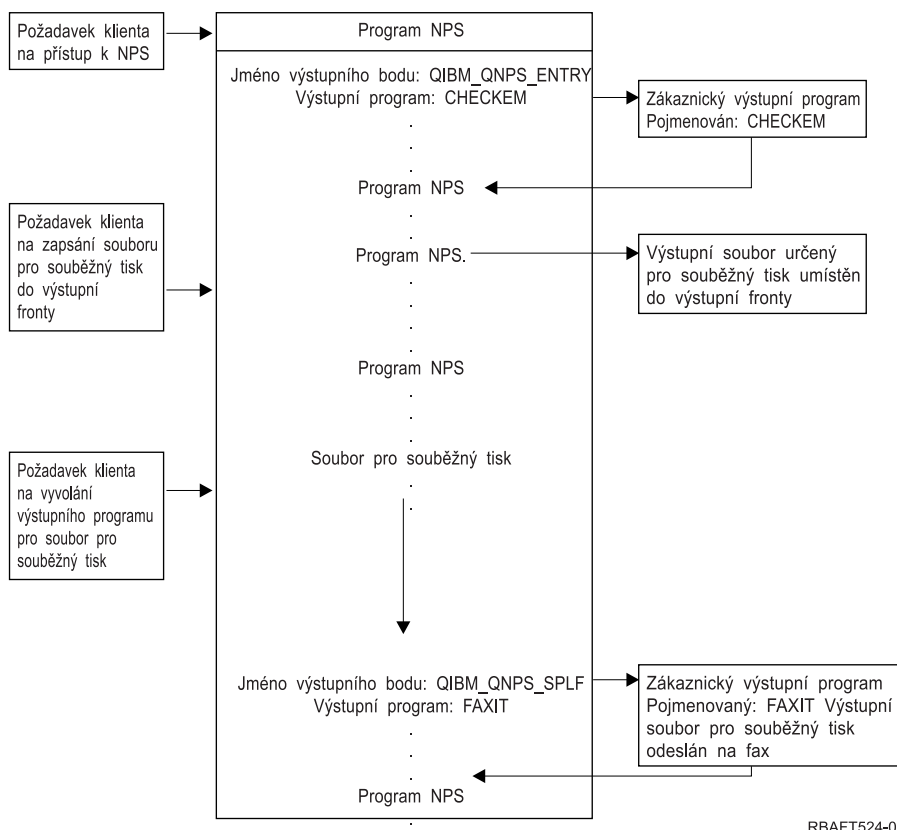 Požadavek klienta
na přístup k NPS
Program NPS
Jméno výstupního bodu: QIBM_QNPS_ENTRY
Výstupní program: CHECKEM
Zákaznický výstupní program
Pojmenován: CHECKEM
Program NPS
Požadavek klienta
na zapsání souboru
pro souběžný tisk
do výstupní
fronty
Program NPS.
Výstupní soubor určený
pro souběžný tisk umístěn
do výstupní fronty
Program NPS
Soubor pro souběžný tisk
Požadavek klienta
na vyvolání
výstupního programu
pro soubor pro
souběžný tisk
Jméno výstupního bodu: QIBM_QNPS_SPLF
Výstupní program: FAXIT
Zákaznický výstupní program
Pojmenovaný: FAXIT Výstupní
soubor pro souběžný tisk
odeslán na fax
Program NPS
RBAFT524-0